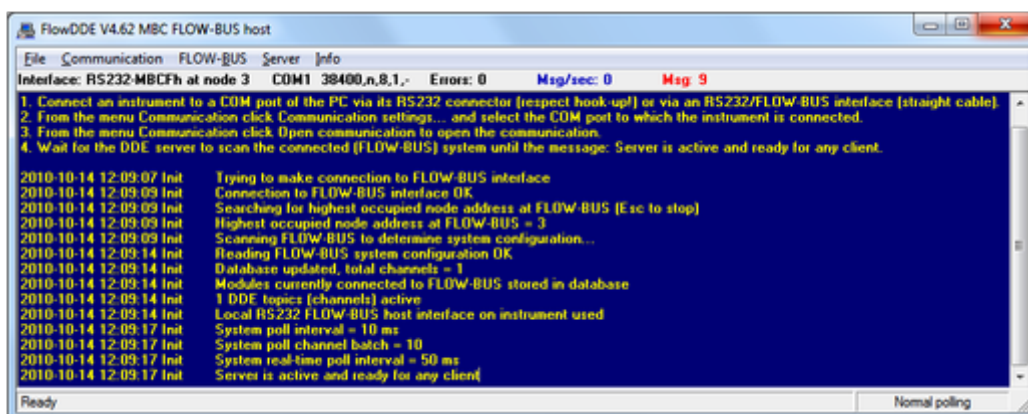 FlowDDE V4.62 MBC FLOW-BUS host
File Communication FLOW-BUS Server Info
Interface: RS232-MBCFh at node 3 COM1 38400,n,8,1,- Errors: 0 Msg/sec: 0 Msg: 9
1. Connect an instrument to a COM port of the PC via its RS232 connector (respect hook-up!) or via an RS232/FLOW-BUS interface (straight cable).
2. From the menu Communication click Communication settings... and select the COM port to which the instrument is connected.
3. From the menu Communication click Open communication to open the communication.
4. Wait for the DDE server to scan the connected (FLOW-BUS) system until the message: Server is active and ready for any client.
2010-10-14 12:09:07 Init Trying to make connection to FLOW-BUS interface
2010-10-14 12:09:09 Init Connection to FLOW-BUS interface OK
2010-10-14 12:09:09 Init Searching for highest occupied node address at FLOW-BUS (Esc to stop)
2010-10-14 12:09:09 Init Highest occupied node address at FLOW-BUS = 3
2010-10-14 12:09:09 Init Scanning FLOW-BUS to determine system configuration...
2010-10-14 12:09:14 Init Reading FLOW-BUS system configuration OK
2010-10-14 12:09:14 Init Database updated, total channels = 1
2010-10-14 12:09:14 Init Modules currently connected to FLOW-BUS stored in database
2010-10-14 12:09:14 Init 1 DDE topics (channels) active
2010-10-14 12:09:14 Init Local RS232 FLOW-BUS host interface on instrument used
2010-10-14 12:09:17 Init System poll interval = 10 ms
2010-10-14 12:09:17 Init System poll channel batch = 10
2010-10-14 12:09:17 Init System real-time poll interval = 50 ms
2010-10-14 12:09:17 Init Server is active and ready for any client
Ready Normal polling